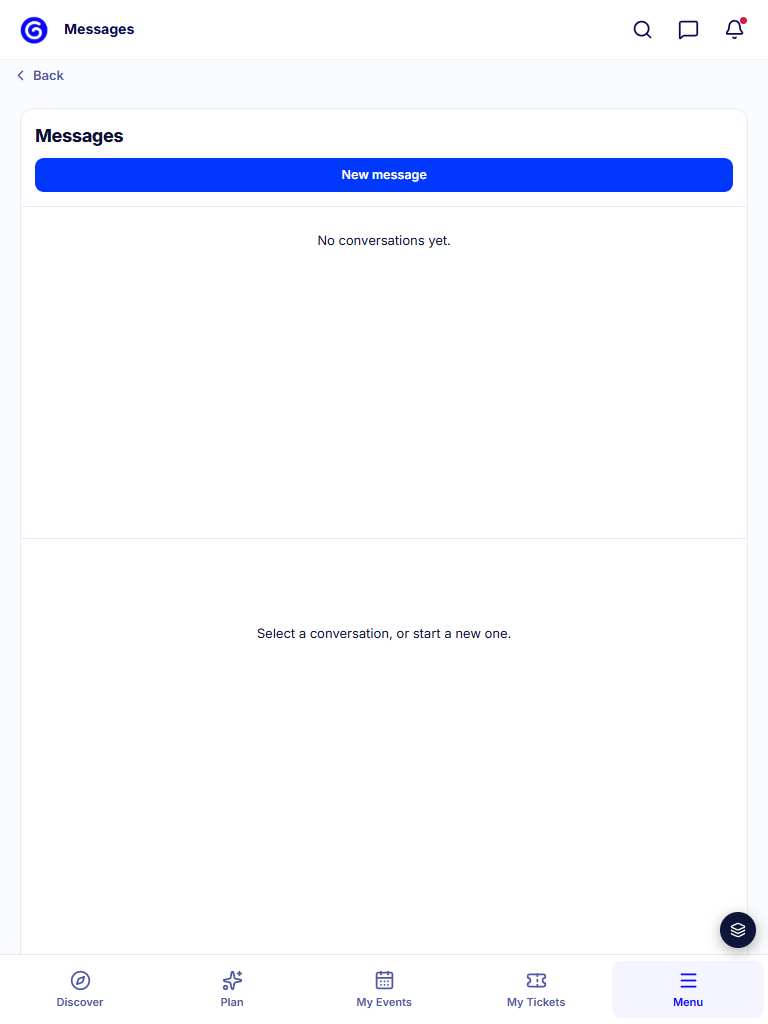 Messages
Back
Messages
New message
No conversations yet.
Select a conversation, or start a new one.
Discover
Plan
My Events
My Tickets
Menu